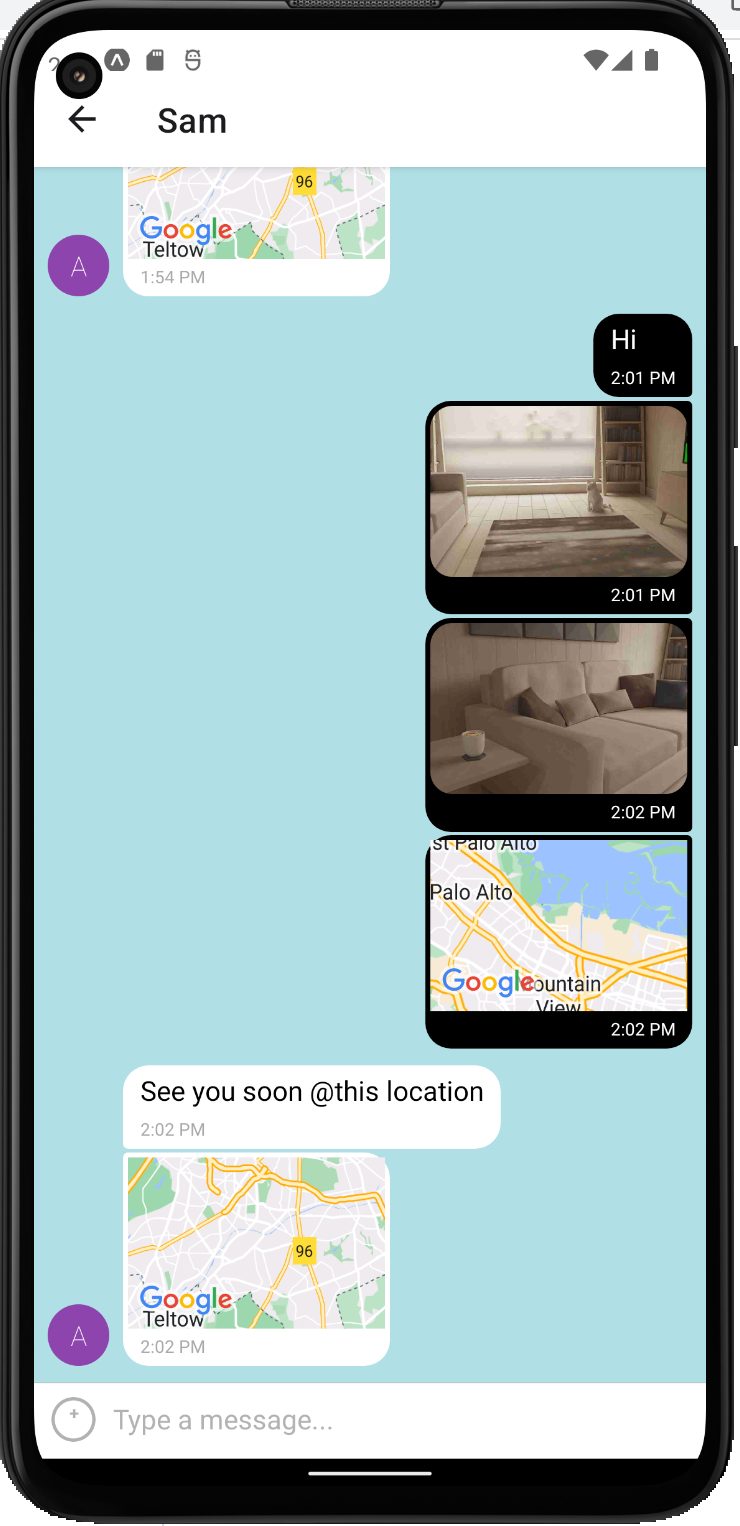 Sam
96
Google
Teltow
A
1:54 PM
Hi
2:01 PM
2:01 PM
2:02 PM
st Palo Alto
Palo Alto
Google
ountain
View
2:02 PM
See you soon @this location
2:02 PM
96
Google
Teltow
A
2:02 PM
Type a message...